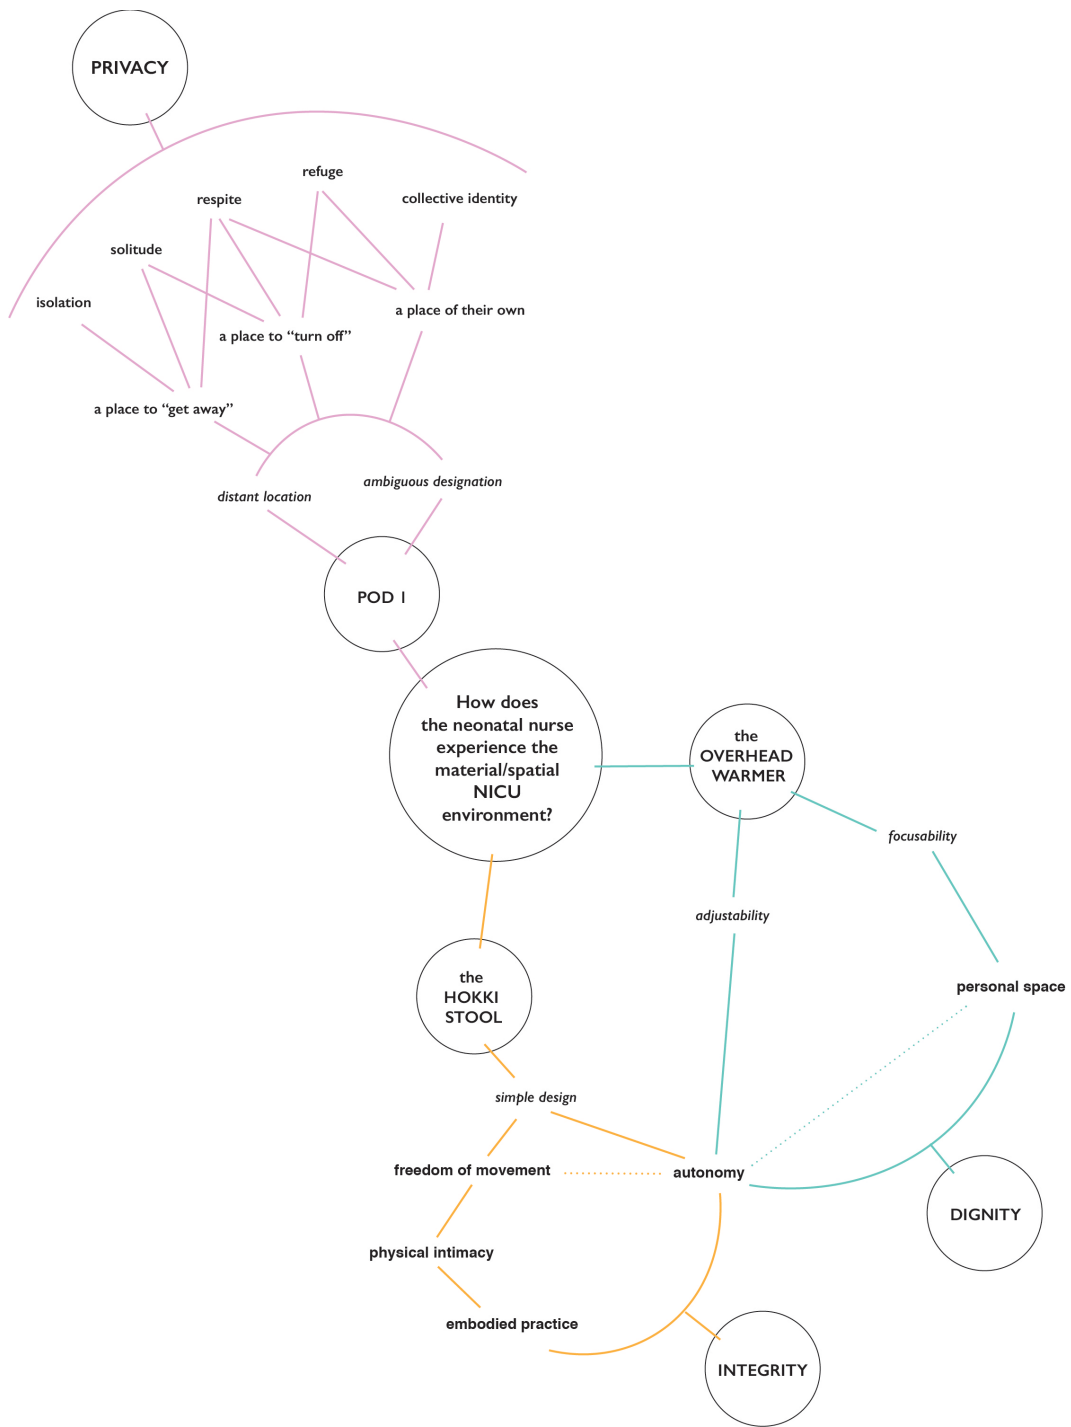 PRIVACY
refuge
respite
collective identity
solitude
isolation
a place of their own
a place to “turn off”
a place to “get away”
ambiguous designation
distant location
POD 1
How does
the neonatal nurse
experience the
material/spatial
NICU
environment?
the
OVERHEAD
WARMER
focusability
adjustability
personal space
the
HOKKI
STOOL
simple design
freedom of movement
autonomy
DIGNITY
physical intimacy
embodied practice
INTEGRITY